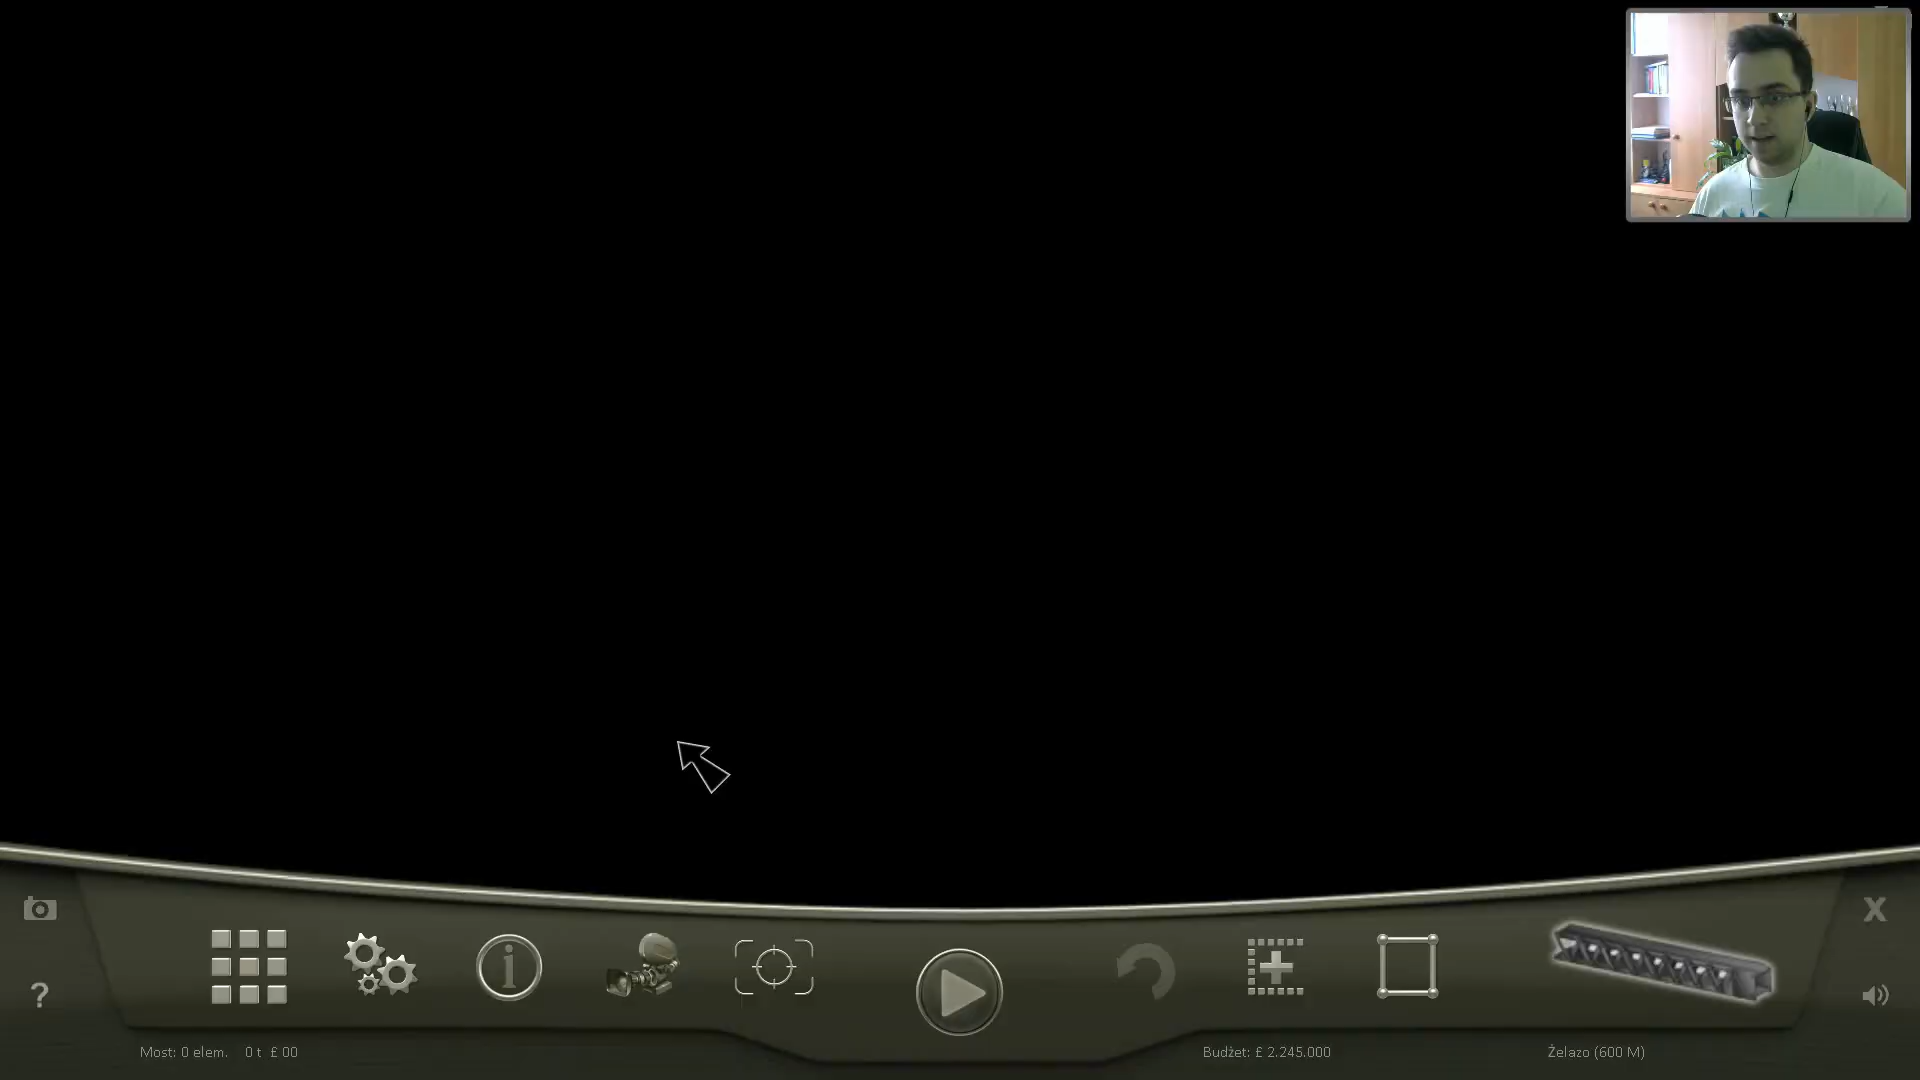 Most: 0 elem. 0 t £ 00
Budżet: £ 2.245.000
Żelazo (600 M)